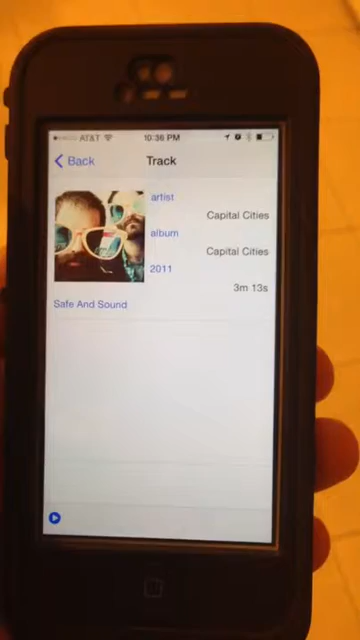 AT&T 10:36 PM
Back Track
artist
Capital Cities
album
Capital Cities
2011
3m 13s
Safe And Sound